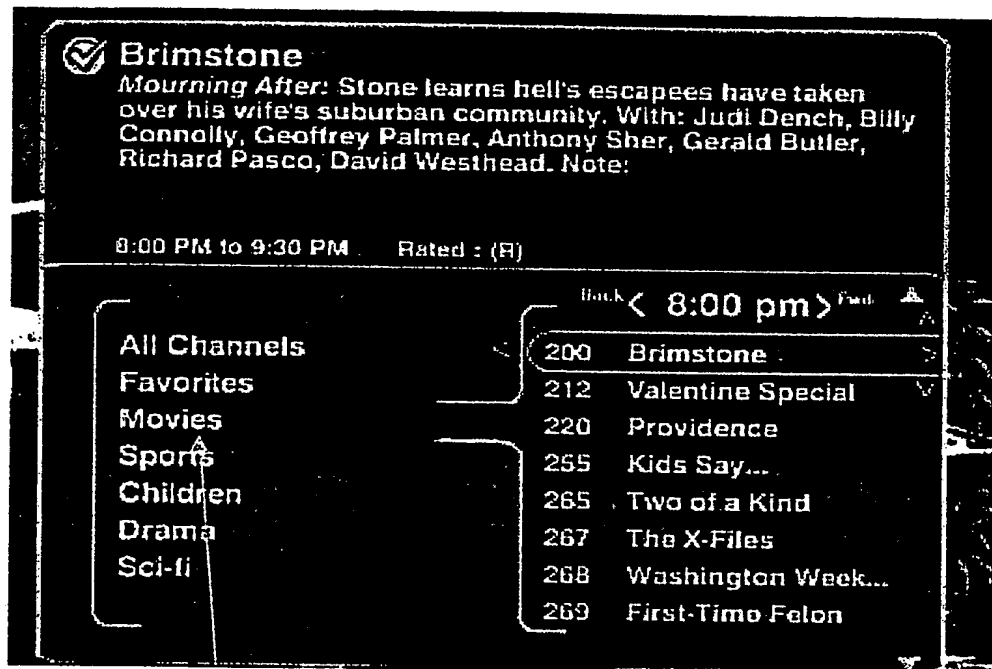 Brimstone
Mourning After: Stone learns hell's escapees have taken
over his wife's suburban community. With: Judi Dench, Billy
Connolly, Geoffrey Palmer, Anthony Sher, Gerald Butler,
Richard Pasco, David Westhead. Note:
8:00 PM to 9:30 PM Rated : (R)
Back < 8:00 pm > Fwd
All Channels
Favorites
Movies
Sports
Children
Drama
Sci-fi
200 Brimstone
212 Valentine Special
220 Providence
255 Kids Say...
265 Two of a Kind
267 The X-Files
268 Washington Week...
269 First-Time Felon